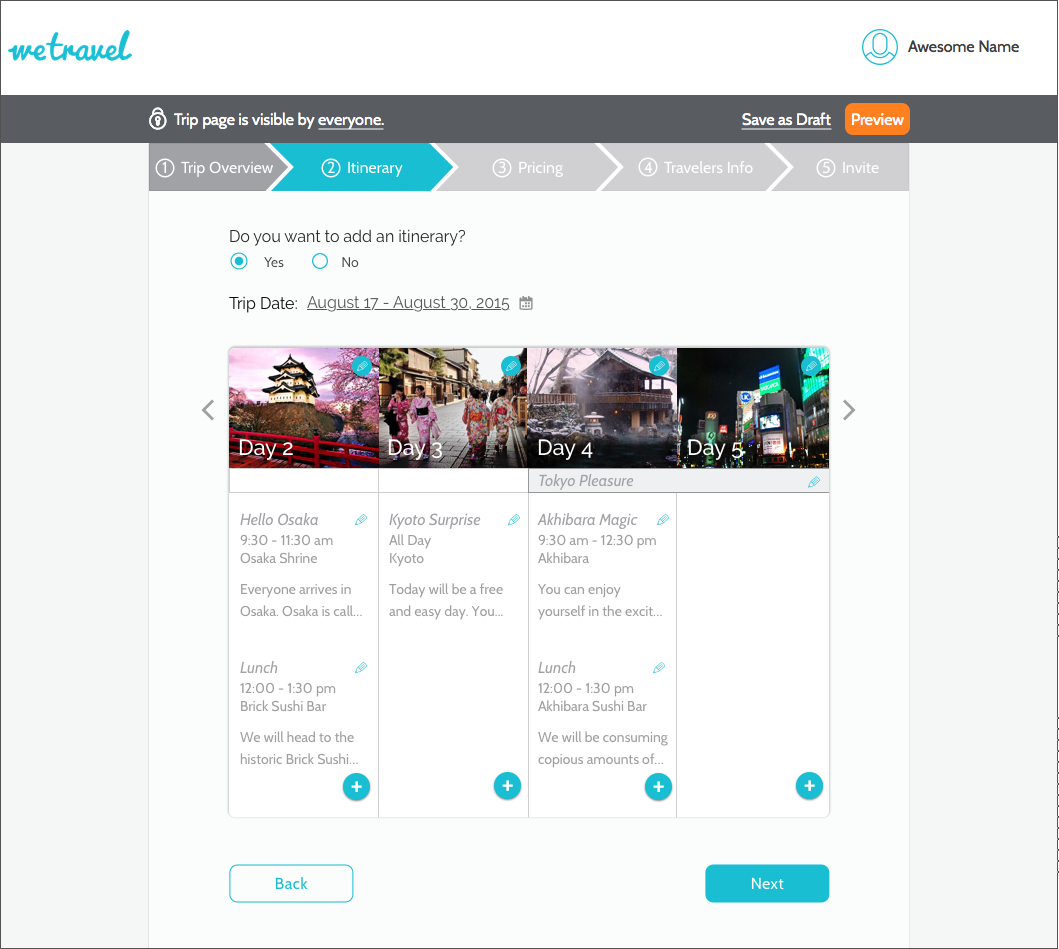 wetravel
Awesome Name
Trip page is visible by everyone.
Save as Draft
Preview
1 Trip Overview
2 Itinerary
3 Pricing
4 Travelers Info
5 Invite
Do you want to add an itinerary?
Yes
No
Trip Date: August 17 - August 30, 2015
Day 2
Day 3
Day 4
Day 5
Tokyo Pleasure
Hello Osaka
9:30 - 11:30 am
Osaka Shrine
Everyone arrives in
Osaka. Osaka is call...
Lunch
12:00 - 1:30 pm
Brick Sushi Bar
We will head to the
historic Brick Sushi...
Kyoto Surprise
All Day
Kyoto
Today will be a free
and easy day. You...
Akhibara Magic
9:30 am - 12:30 pm
Akhibara
You can enjoy
yourself in the excit...
Lunch
12:00 - 1:30 pm
Akhibara Sushi Bar
We will be consuming
copious amounts of...
Back
Next